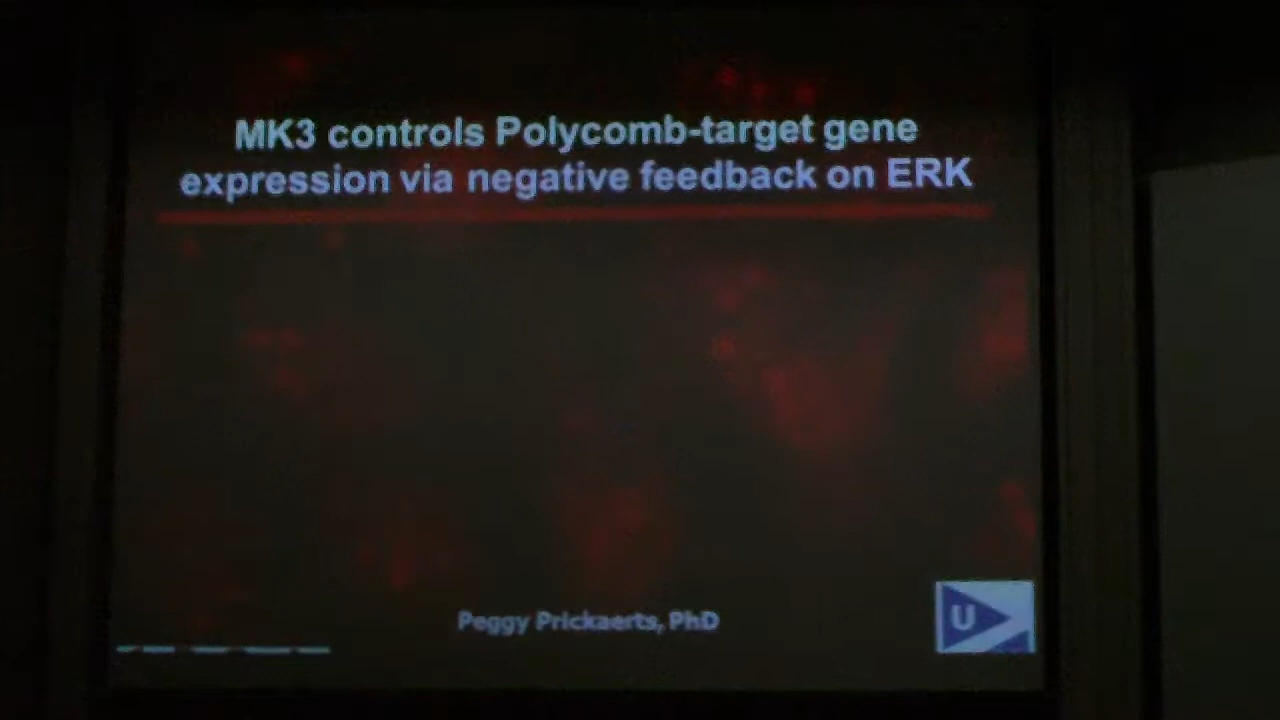 MK3 controls Polycomb-target gene
expression via negative feedback on ERK
Peggy Prickaerts, PhD
U